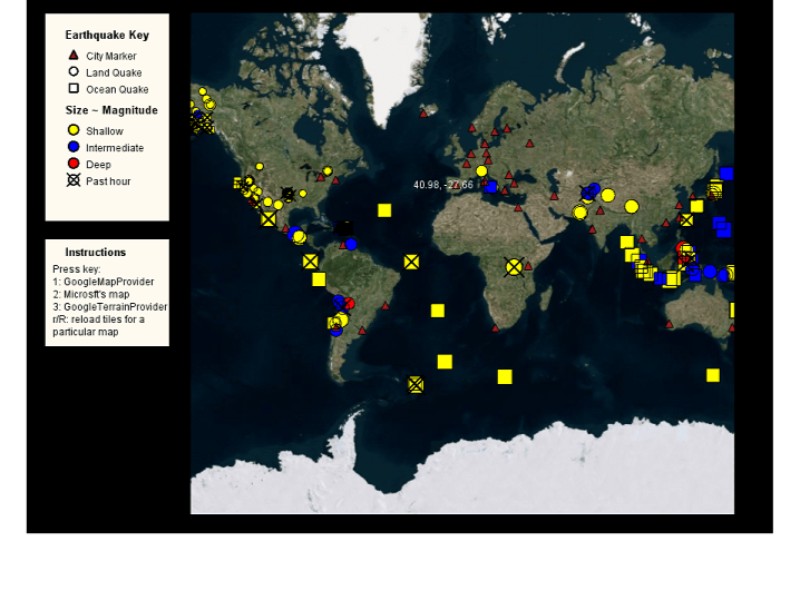 Earthquake Key
City Marker
Land Quake
Ocean Quake
Size ~ Magnitude
Shallow
Intermediate
Deep
Past hour
40.98, -27.66
Instructions
Press key:
1: GoogleMapProvider
2: Microsft's map
3: GoogleTerrainProvider
r/R: reload tiles for a
particular map